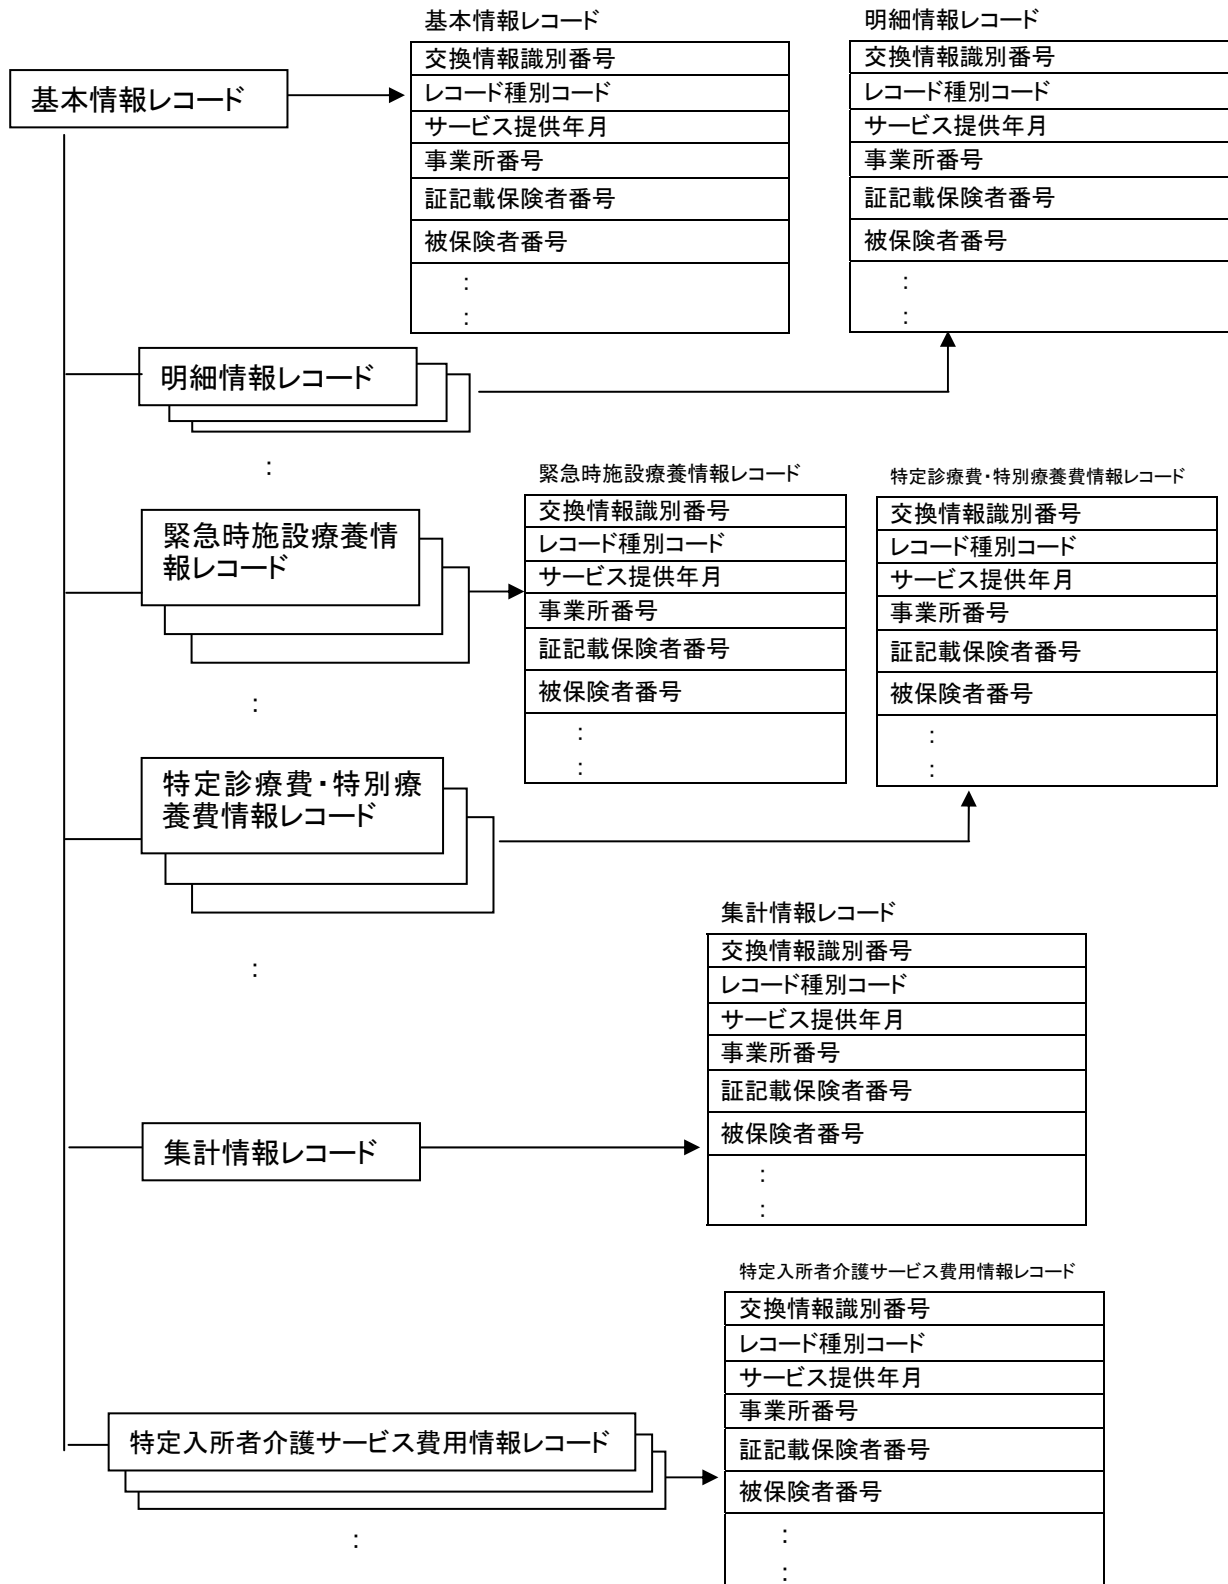 基本情報レコード
基本情報レコード
交換情報識別番号
レコード種別コード
サービス提供年月
事業所番号
証記載保険者番号
被保険者番号
:
:
明細情報レコード
交換情報識別番号
レコード種別コード
サービス提供年月
事業所番号
証記載保険者番号
被保険者番号
:
:
明細情報レコード
:
緊急時施設療養情
報レコード
:
緊急時施設療養情報レコード
交換情報識別番号
レコード種別コード
サービス提供年月
事業所番号
証記載保険者番号
被保険者番号
:
:
特定診療費・特別療養費情報レコード
交換情報識別番号
レコード種別コード
サービス提供年月
事業所番号
証記載保険者番号
被保険者番号
:
:
特定診療費・特別療
養費情報レコード
:
集計情報レコード
集計情報レコード
交換情報識別番号
レコード種別コード
サービス提供年月
事業所番号
証記載保険者番号
被保険者番号
:
:
特定入所者介護サービス費用情報レコード
:
特定入所者介護サービス費用情報レコード
交換情報識別番号
レコード種別コード
サービス提供年月
事業所番号
証記載保険者番号
被保険者番号
:
: